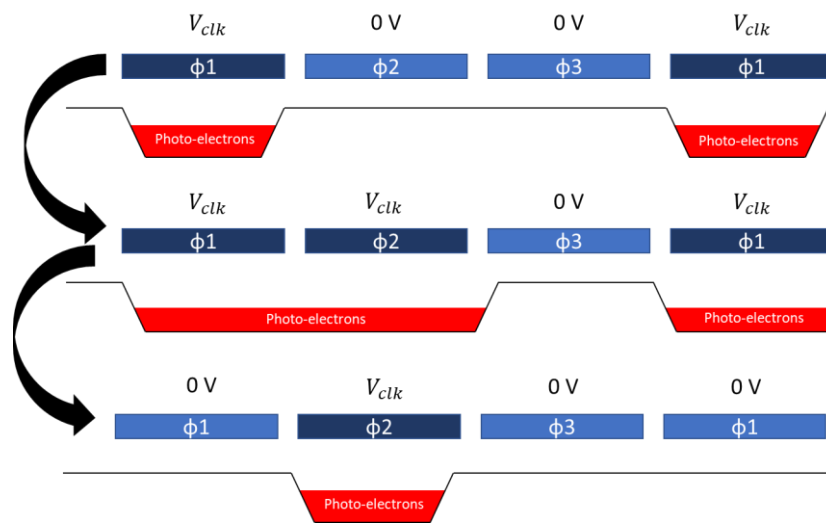 V_clk 0 V 0 V V_clk
ϕ1 ϕ2 ϕ3 ϕ1
Photo-electrons Photo-electrons
V_clk V_clk 0 V V_clk
ϕ1 ϕ2 ϕ3 ϕ1
Photo-electrons Photo-electrons
0 V V_clk 0 V 0 V
ϕ1 ϕ2 ϕ3 ϕ1
Photo-electrons